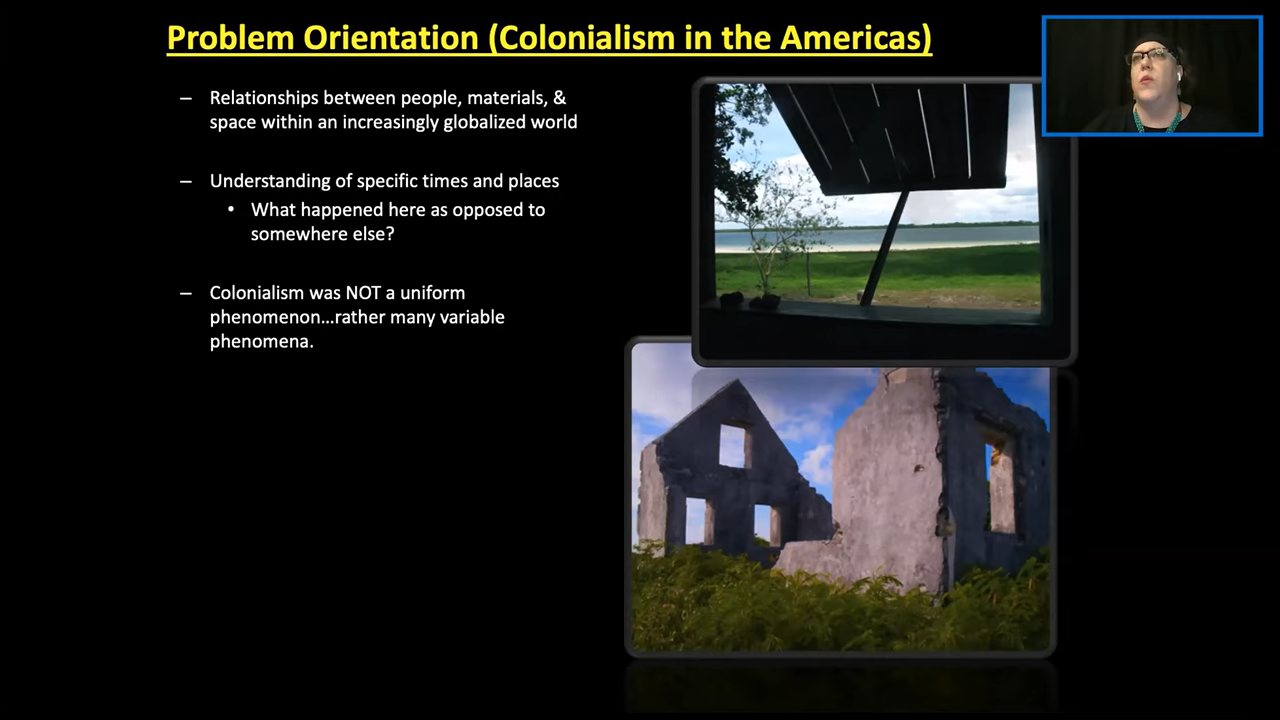 Problem Orientation (Colonialism in the Americas)
– Relationships between people, materials, &
space within an increasingly globalized world
– Understanding of specific times and places
• What happened here as opposed to
somewhere else?
– Colonialism was NOT a uniform
phenomenon…rather many variable
phenomena.